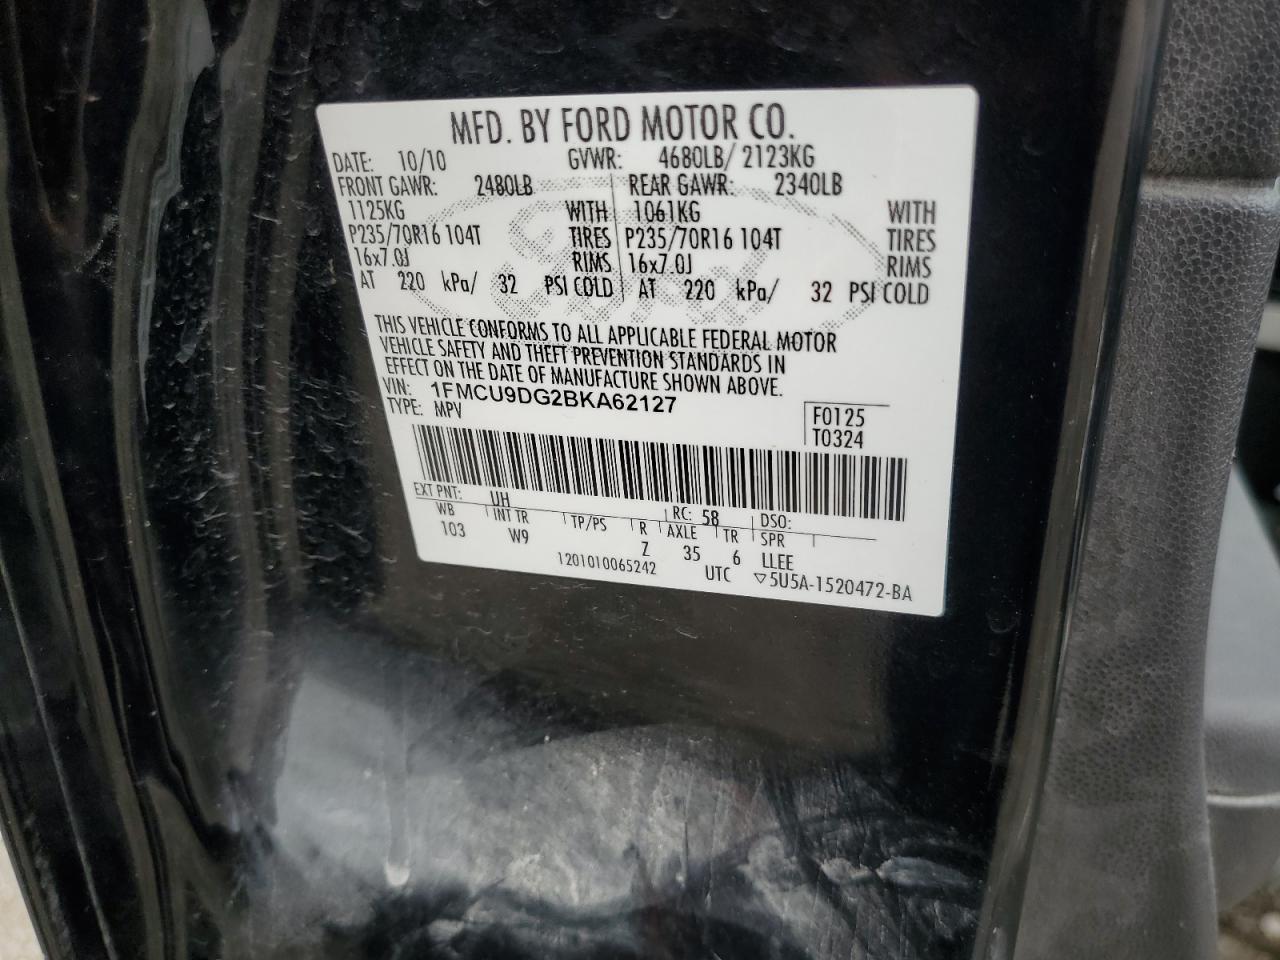 MFD. BY FORD MOTOR CO.
DATE: 10/10 GVWR: 4680LB/ 2123KG
FRONT GAWR: 2480LB REAR GAWR: 2340LB
1125KG WITH 1061KG WITH
P235/70R16 104T TIRES P235/70R16 104T TIRES
16x7.0J RIMS 16x7.0J RIMS
AT 220 kPa/ 32 PSI COLD AT 220 kPa/ 32 PSI COLD
THIS VEHICLE CONFORMS TO ALL APPLICABLE FEDERAL MOTOR
VEHICLE SAFETY AND THEFT PREVENTION STANDARDS IN
EFFECT ON THE DATE OF MANUFACTURE SHOWN ABOVE.
VIN: 1FMCU9DG2BKA62127
TYPE: MPV
F0125
T0324
EXT PNT: UH RC: 58 DSO:
WB INT TR TP/PS R AXLE TR SPR
103 W9 Z 35 6 LLEE
1201010065242 UTC ▽5U5A-1520472-BA